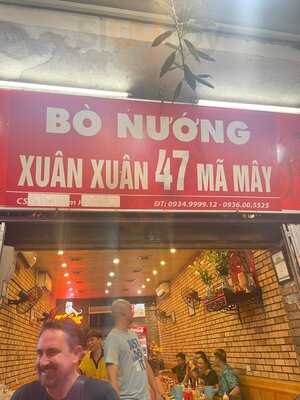 BÒ NƯỚNG
XUÂN XUÂN 47 MÃ MÂY
ĐT: 0934.9999.12 - 0936.00.5525